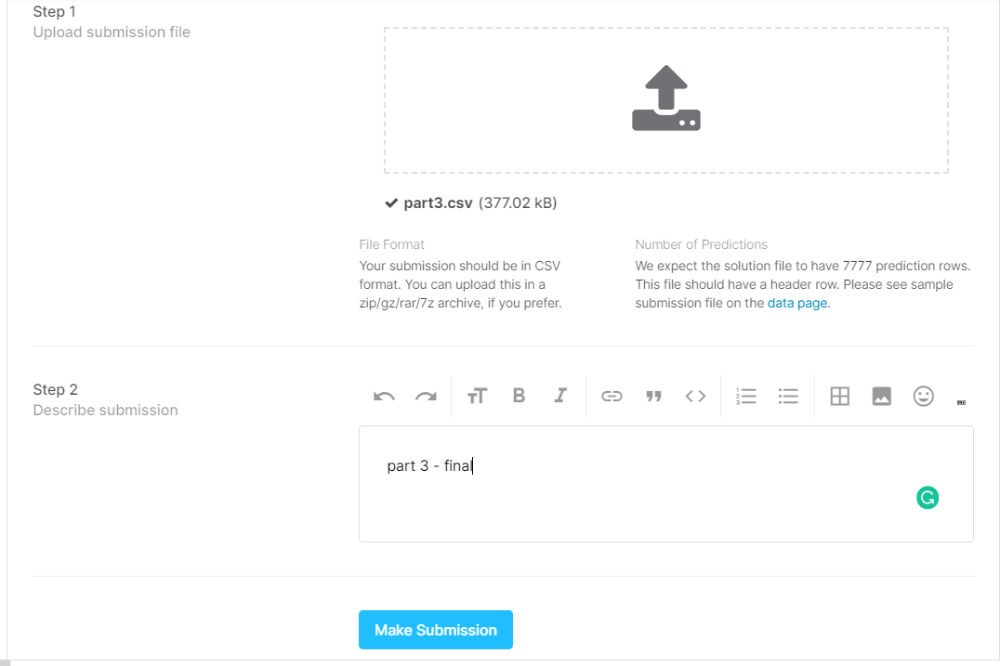 Step 1
Upload submission file
part3.csv (377.02 kB)
File Format
Your submission should be in CSV
format. You can upload this in a
zip/gz/rar/7z archive, if you prefer.
Number of Predictions
We expect the solution file to have 7777 prediction rows.
This file should have a header row. Please see sample
submission file on the data page.
Step 2
Describe submission
part 3 - final
Make Submission